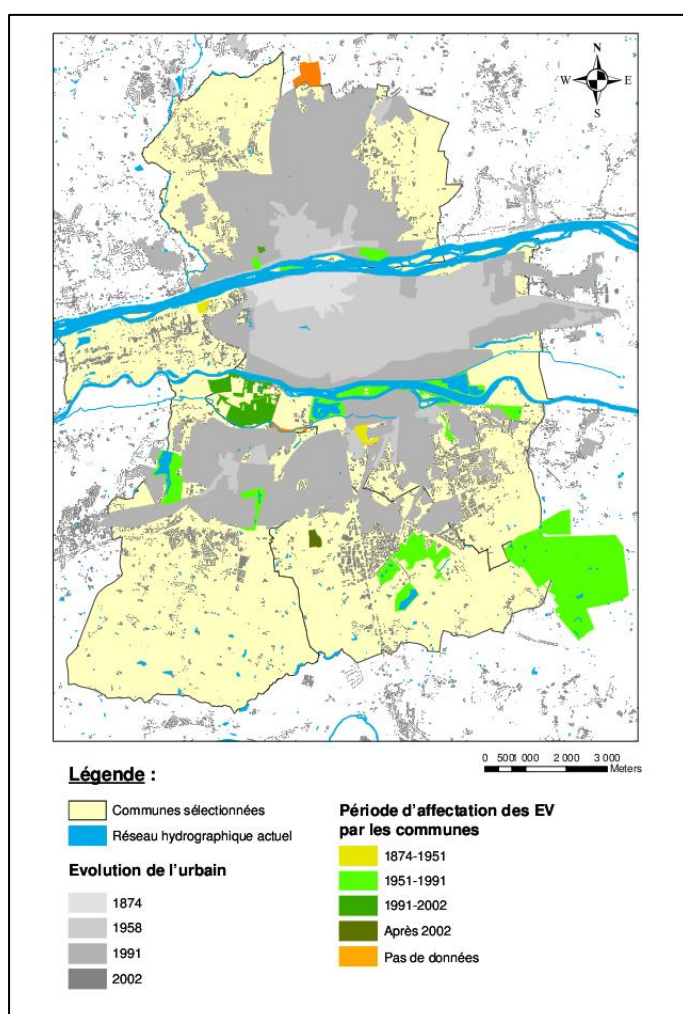 N
W E
S
0 500 1 000 2 000 3 000
Meters
Légende :
Communes sélectionnées
Réseau hydrographique actuel
Evolution de l'urbain
1874
1958
1991
2002
Période d'affectation des EV
par les communes
1874-1951
1951-1991
1991-2002
Après 2002
Pas de données